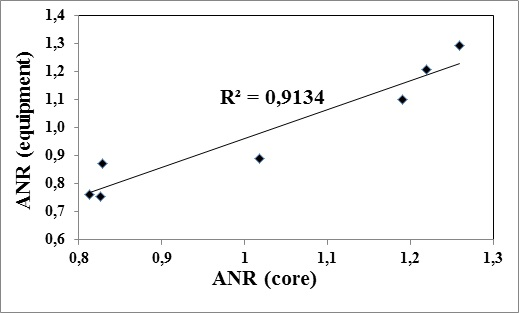 1,4
1,3
1,2
1,1
1,0
0,9
0,8
0,7
0,6
ANR (equipment)
R² = 0,9134
0,8 0,9 1 1,1 1,2 1,3
ANR (core)